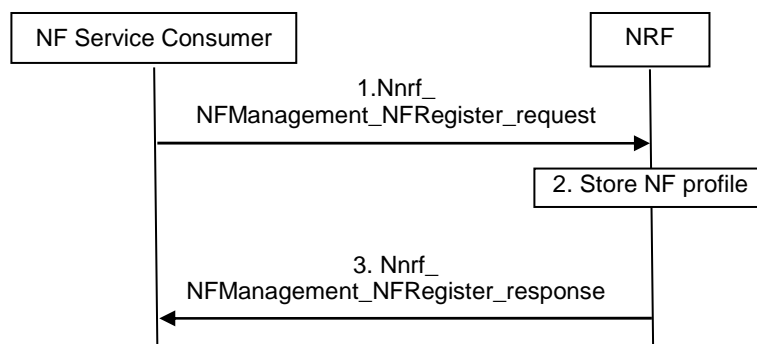 NF Service Consumer
NRF
1.Nnrf_
NFManagement_NFRegister_request
2. Store NF profile
3. Nnrf_
NFManagement_NFRegister_response